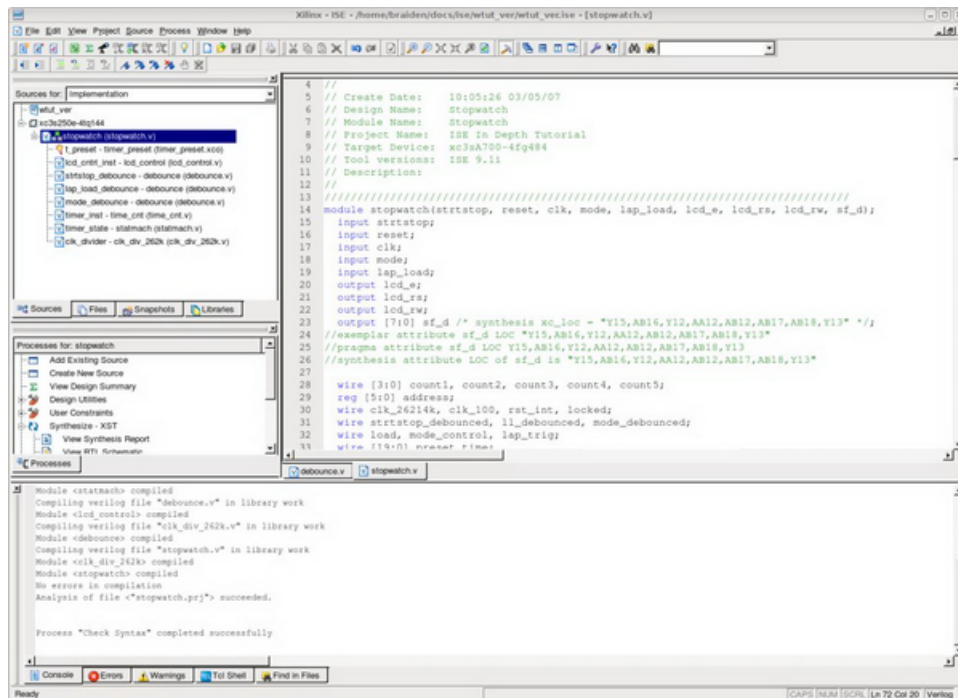 Xilinx - ISE - /home/braiden/docs/ise/wtut_ver/wtut_ver.ise - [stopwatch.v]
File Edit View Project Source Process Window Help
Sources for: Implementation
wtut_ver
xc3s250e-4tq144
stopwatch (stopwatch.v)
t_preset - timer_preset (timer_preset.xco)
lcd_cntrl_inst - lcd_control (lcd_control.v)
strtstop_debounce - debounce (debounce.v)
lap_load_debounce - debounce (debounce.v)
mode_debounce - debounce (debounce.v)
timer_inst - time_cnt (time_cnt.v)
timer_state - statmach (statmach.v)
clk_divider - clk_div_262k (clk_div_262k.v)
Sources Files Snapshots Libraries
Processes for: stopwatch
Add Existing Source
Create New Source
View Design Summary
Design Utilities
User Constraints
Synthesize - XST
View Synthesis Report
View RTL Schematic
Processes
4 //
5 // Create Date: 10:05:26 03/05/07
6 // Design Name: Stopwatch
7 // Module Name: Stopwatch
8 // Project Name: ISE In Depth Tutorial
9 // Target Device: xc3sA700-4fg484
10 // Tool versions: ISE 9.1i
11 // Description:
12 //
13 ////////////////////////////////////////////////////////////////////////////////
14 module stopwatch(strtstop, reset, clk, mode, lap_load, lcd_e, lcd_rs, lcd_rw, sf_d);
15 input strtstop;
16 input reset;
17 input clk;
18 input mode;
19 input lap_load;
20 output lcd_e;
21 output lcd_rs;
22 output lcd_rw;
23 output [7:0] sf_d /* synthesis xc_loc = "Y15,AB16,Y12,AA12,AB12,AB17,AB18,Y13" */;
24 //exemplar attribute sf_d LOC "Y15,AB16,Y12,AA12,AB12,AB17,AB18,Y13"
25 //pragma attribute sf_d LOC Y15,AB16,Y12,AA12,AB12,AB17,AB18,Y13
26 //synthesis attribute LOC of sf_d is "Y15,AB16,Y12,AA12,AB12,AB17,AB18,Y13"
27
28 wire [3:0] count1, count2, count3, count4, count5;
29 reg [5:0] address;
30 wire clk_26214k, clk_100, rst_int, locked;
31 wire strtstop_debounced, ll_debounced, mode_debounced;
32 wire load, mode_control, lap_trig;
33 wire [19:0] preset_time;
debounce.v stopwatch.v
Module <statmach> compiled
Compiling verilog file "debounce.v" in library work
Module <lcd_control> compiled
Compiling verilog file "clk_div_262k.v" in library work
Module <debounce> compiled
Compiling verilog file "stopwatch.v" in library work
Module <clk_div_262k> compiled
Module <stopwatch> compiled
No errors in compilation
Analysis of file <"stopwatch.prj"> succeeded.
Process "Check Syntax" completed successfully
Console Errors Warnings Tcl Shell Find in Files
Ready CAPS NUM SCRL Ln 72 Col 20 Verilog